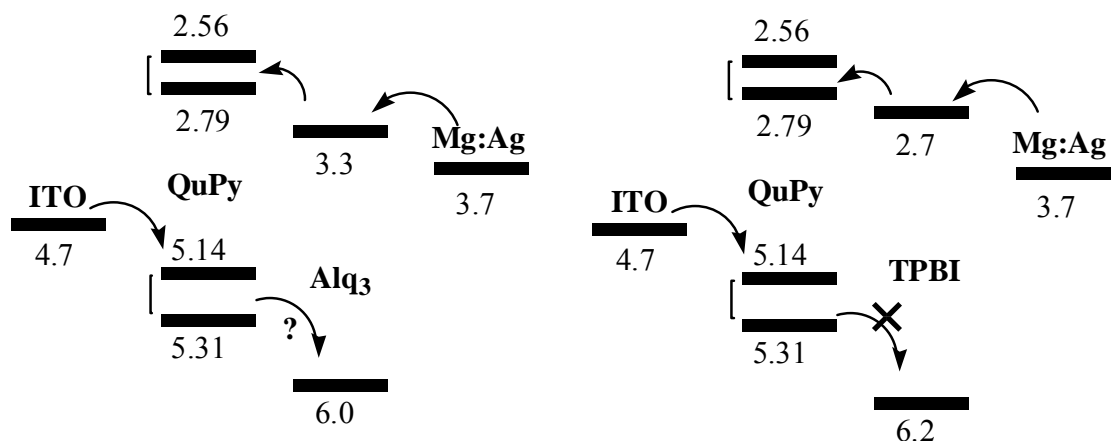 2.56
2.79
3.3
Mg:Ag
3.7
ITO
4.7
QuPy
5.14
5.31
Alq3
?
6.0
2.56
2.79
2.7
Mg:Ag
3.7
ITO
4.7
QuPy
5.14
5.31
TPBI
6.2